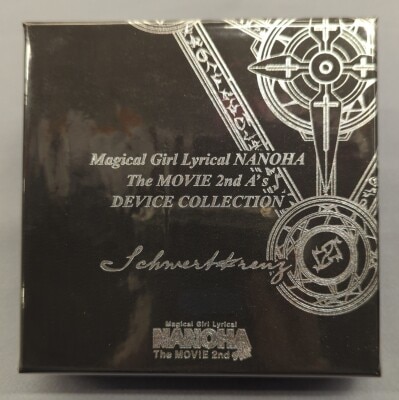 Magical Girl Lyrical NANOHA
The MOVIE 2nd A's
DEVICE COLLECTION
Schwertkreuz
Magical Girl Lyrical
NANOHA
The MOVIE 2nd A's